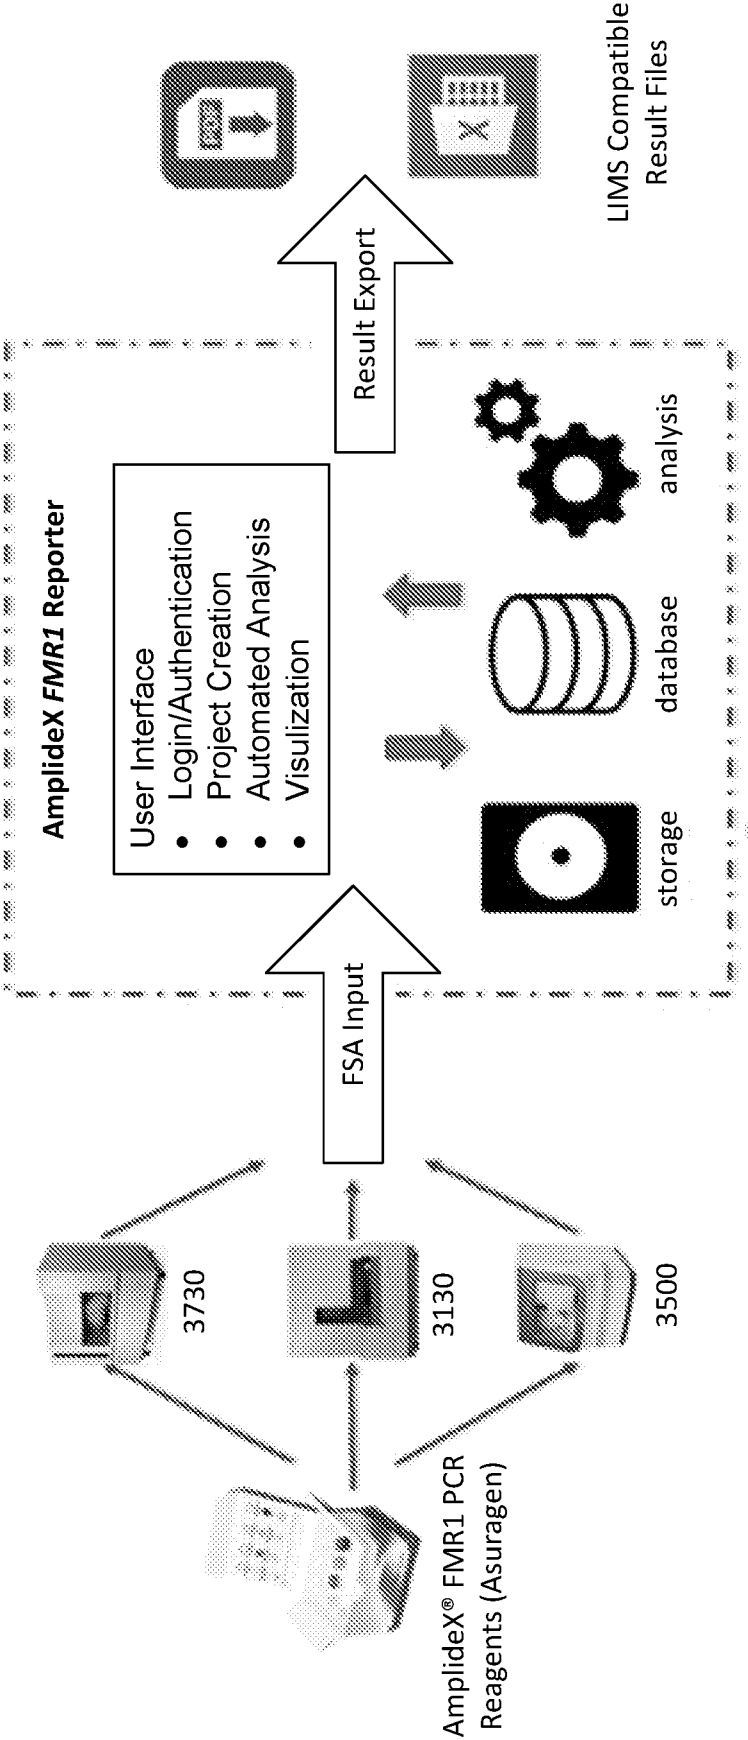 AmplideX® FMR1 PCR
Reagents (Asuragen)
3730
3130
3500
FSA Input
AmplideX FMR1 Reporter
User Interface
• Login/Authentication
• Project Creation
• Automated Analysis
• Visulization
storage
database
analysis
Result Export
LIMS Compatible
Result Files